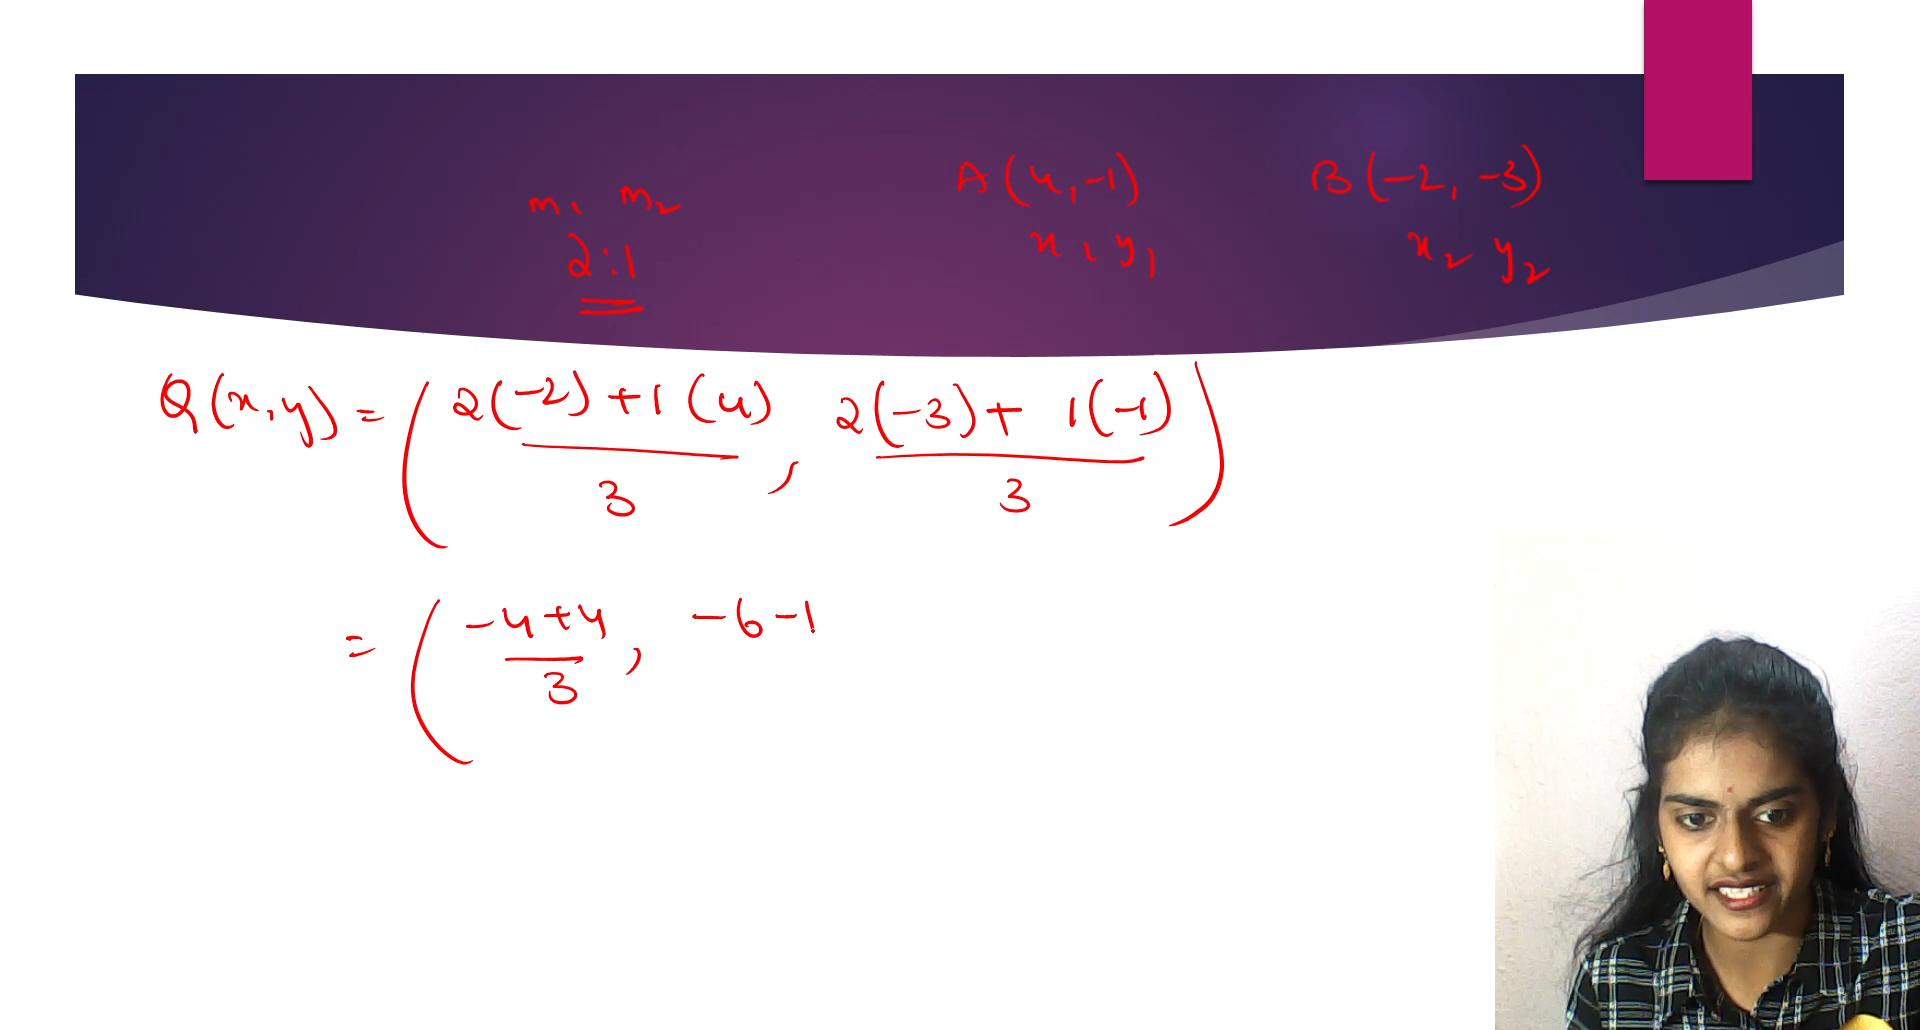 m₁ m₂ A(4,-1) B(-2,-3)
2:1 x₁ y₁ x₂ y₂
Q(x,y) = ( 2(-2)+1(4) / 3 , 2(-3)+ 1(-1) / 3 )
= ( -4+4 / 3 , -6-1